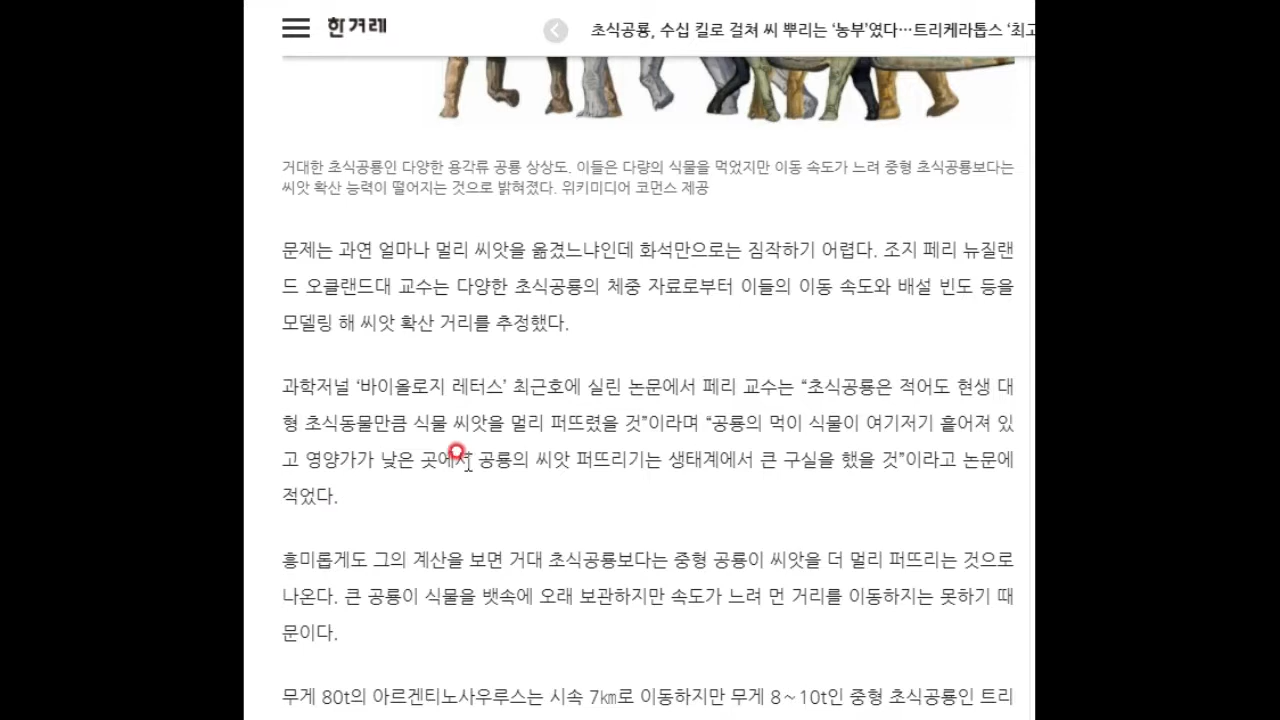 한겨레
초식공룡, 수십 킬로 걸쳐 씨 뿌리는 ‘농부’였다…트리케라톱스 ‘최고
거대한 초식공룡인 다양한 용각류 공룡 상상도. 이들은 다량의 식물을 먹었지만 이동 속도가 느려 중형 초식공룡보다는
씨앗 확산 능력이 떨어지는 것으로 밝혀졌다. 위키미디어 코먼스 제공
문제는 과연 얼마나 멀리 씨앗을 옮겼느냐인데 화석만으로는 짐작하기 어렵다. 조지 페리 뉴질랜
드 오클랜드대 교수는 다양한 초식공룡의 체중 자료로부터 이들의 이동 속도와 배설 빈도 등을
모델링 해 씨앗 확산 거리를 추정했다.
과학저널 ‘바이올로지 레터스’ 최근호에 실린 논문에서 페리 교수는 “초식공룡은 적어도 현생 대
형 초식동물만큼 식물 씨앗을 멀리 퍼뜨렸을 것”이라며 “공룡의 먹이 식물이 여기저기 흩어져 있
고 영양가가 낮은 곳에서 공룡의 씨앗 퍼뜨리기는 생태계에서 큰 구실을 했을 것”이라고 논문에
적었다.
흥미롭게도 그의 계산을 보면 거대 초식공룡보다는 중형 공룡이 씨앗을 더 멀리 퍼뜨리는 것으로
나온다. 큰 공룡이 식물을 뱃속에 오래 보관하지만 속도가 느려 먼 거리를 이동하지는 못하기 때
문이다.
무게 80t의 아르겐티노사우루스는 시속 7㎞로 이동하지만 무게 8～10t인 중형 초식공룡인 트리